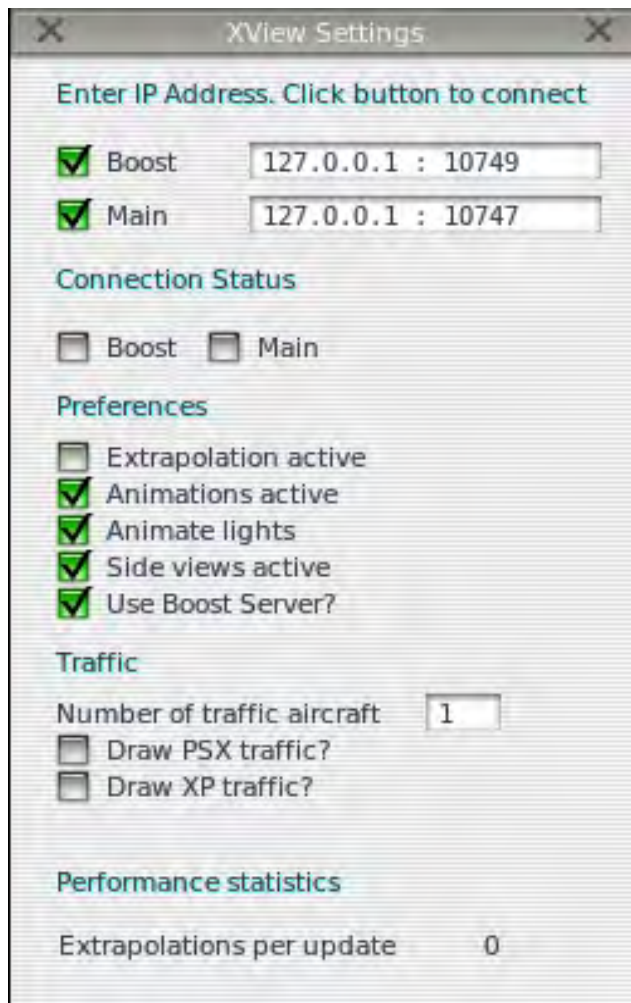 XView Settings
Enter IP Address. Click button to connect
Boost 127.0.0.1 : 10749
Main 127.0.0.1 : 10747
Connection Status
Boost Main
Preferences
Extrapolation active
Animations active
Animate lights
Side views active
Use Boost Server?
Traffic
Number of traffic aircraft 1
Draw PSX traffic?
Draw XP traffic?
Performance statistics
Extrapolations per update 0